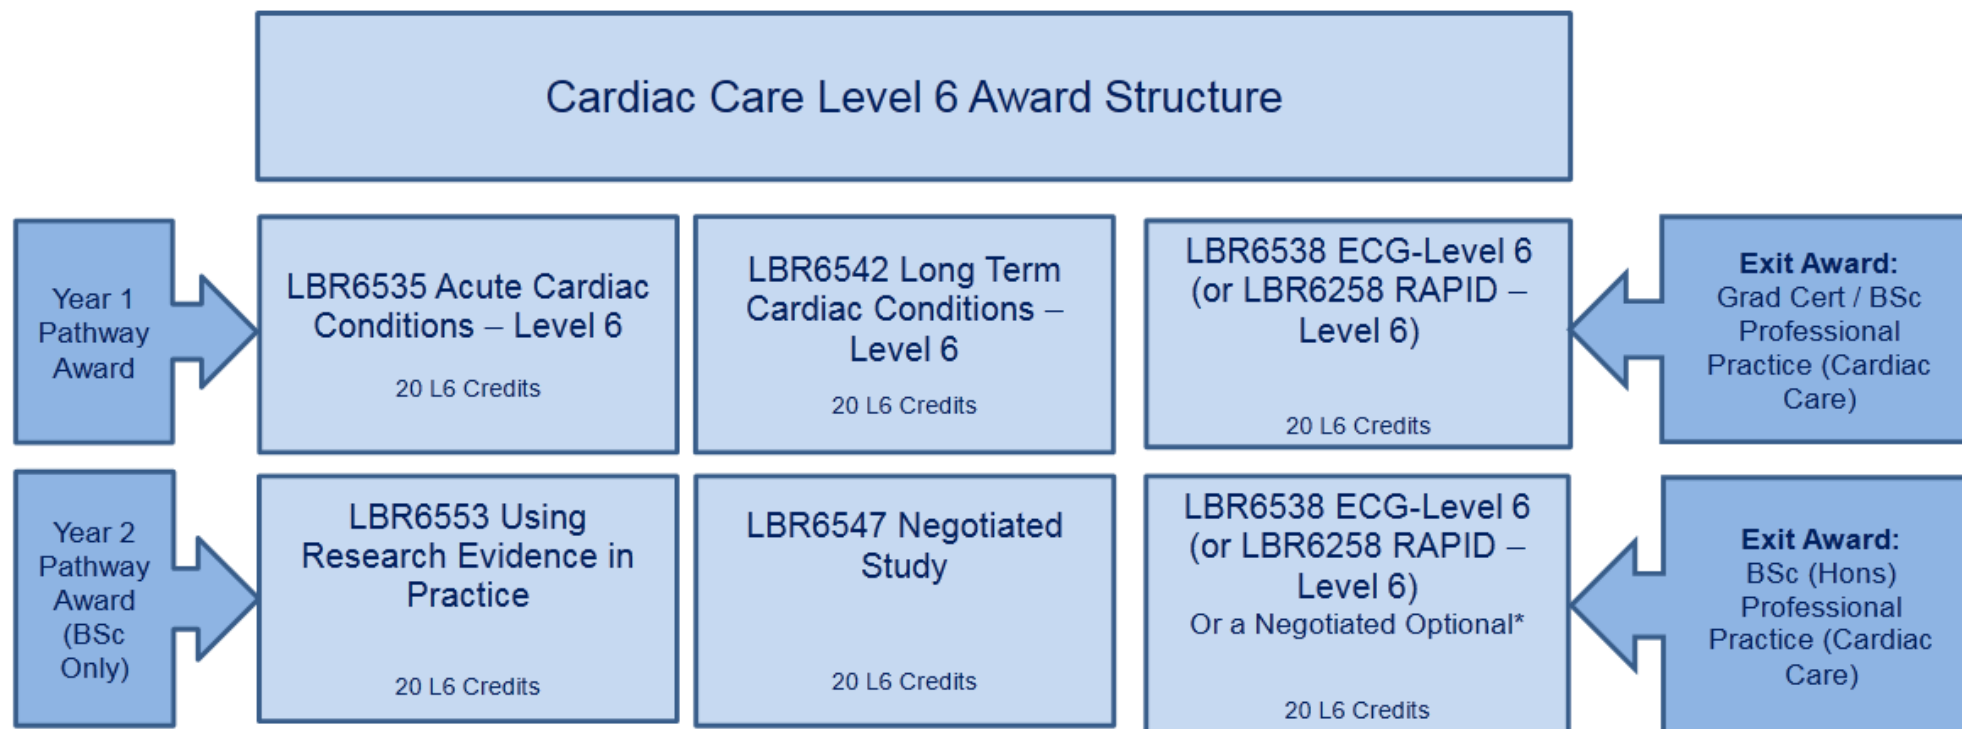 Cardiac Care Level 6 Award Structure
Year 1
Pathway
Award
LBR6535 Acute Cardiac
Conditions – Level 6
20 L6 Credits
LBR6542 Long Term
Cardiac Conditions –
Level 6
20 L6 Credits
LBR6538 ECG-Level 6
(or LBR6258 RAPID –
Level 6)
20 L6 Credits
Exit Award:
Grad Cert / BSc
Professional
Practice (Cardiac
Care)
Year 2
Pathway
Award
(BSc
Only)
LBR6553 Using
Research Evidence in
Practice
20 L6 Credits
LBR6547 Negotiated
Study
20 L6 Credits
LBR6538 ECG-Level 6
(or LBR6258 RAPID –
Level 6)
Or a Negotiated Optional*
20 L6 Credits
Exit Award:
BSc (Hons)
Professional
Practice (Cardiac
Care)